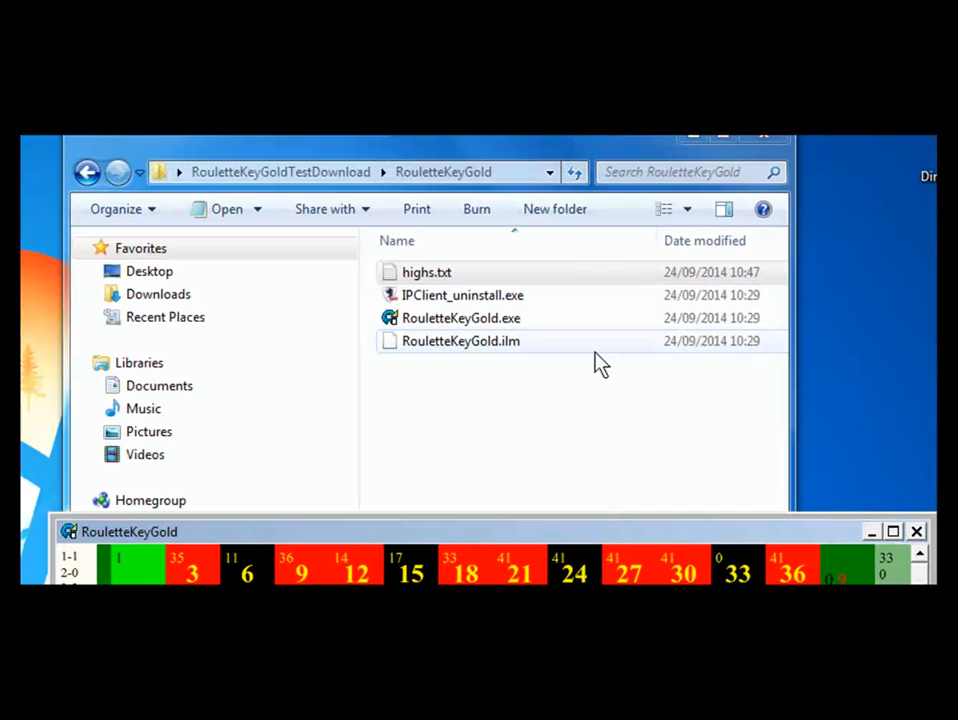 RouletteKeyGoldTestDownload RouletteKeyGold Search RouletteKeyGold
Organize Open Share with Print Burn New folder
Favorites
Desktop
Downloads
Recent Places
Libraries
Documents
Music
Pictures
Videos
Homegroup
Name Date modified
highs.txt 24/09/2014 10:47
IPClient_uninstall.exe 24/09/2014 10:29
RouletteKeyGold.exe 24/09/2014 10:29
RouletteKeyGold.ilm 24/09/2014 10:29
Dir
RouletteKeyGold
1-1 1 35 11 36 14 17 33 41 41 41 41 0 41 33
2-0 3 6 9 12 15 18 21 24 27 30 33 36 0